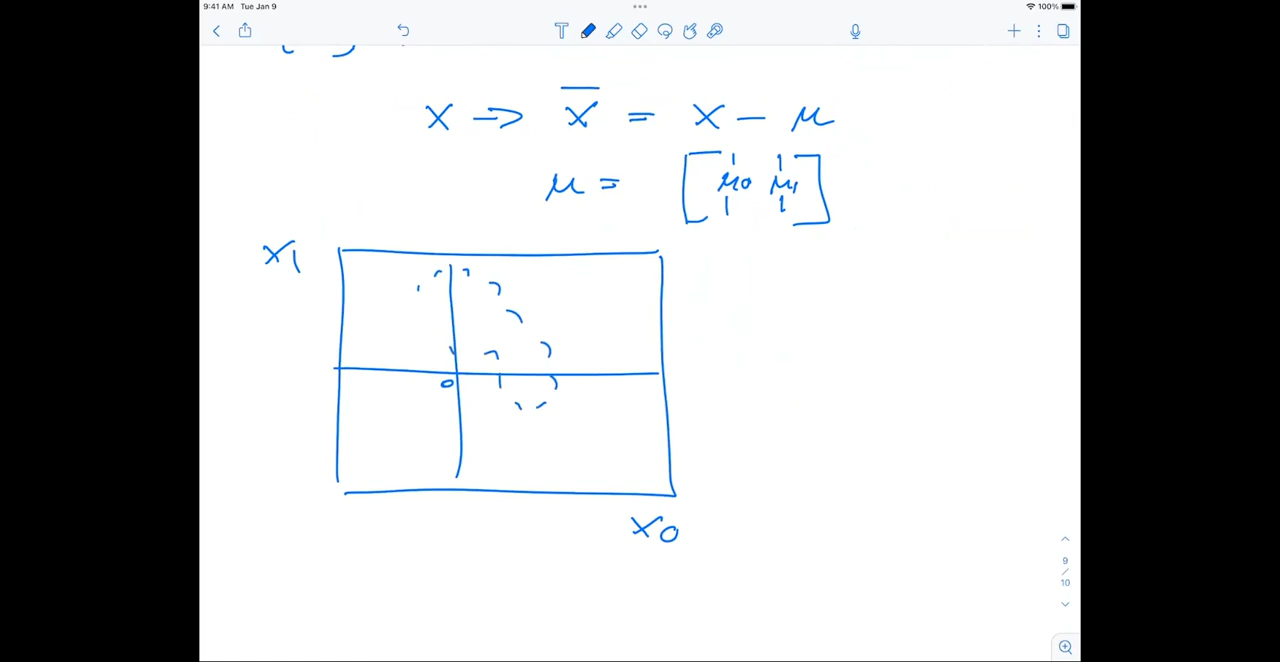 9:41 AM Tue Jan 9
100%
x → x̄ = x − μ
μ = [μ0 μ1]
x1
0
x0
9
/
10